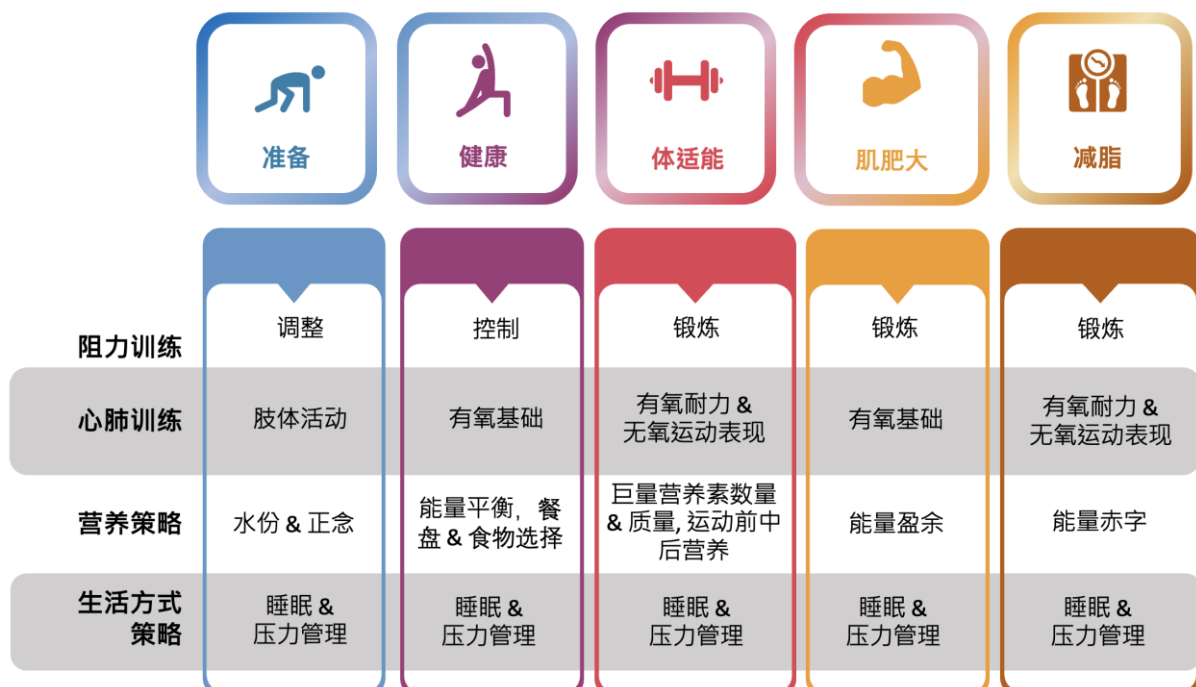 准备
健康
体适能
肌肥大
减脂
阻力训练
调整
控制
锻炼
锻炼
锻炼
心肺训练
肢体活动
有氧基础
有氧耐力 &
无氧运动表现
有氧基础
有氧耐力 &
无氧运动表现
营养策略
水份 & 正念
能量平衡，餐
盘 & 食物选择
巨量营养素数量
& 质量, 运动前中
后营养
能量盈余
能量赤字
生活方式
策略
睡眠 &
压力管理
睡眠 &
压力管理
睡眠 &
压力管理
睡眠 &
压力管理
睡眠 &
压力管理